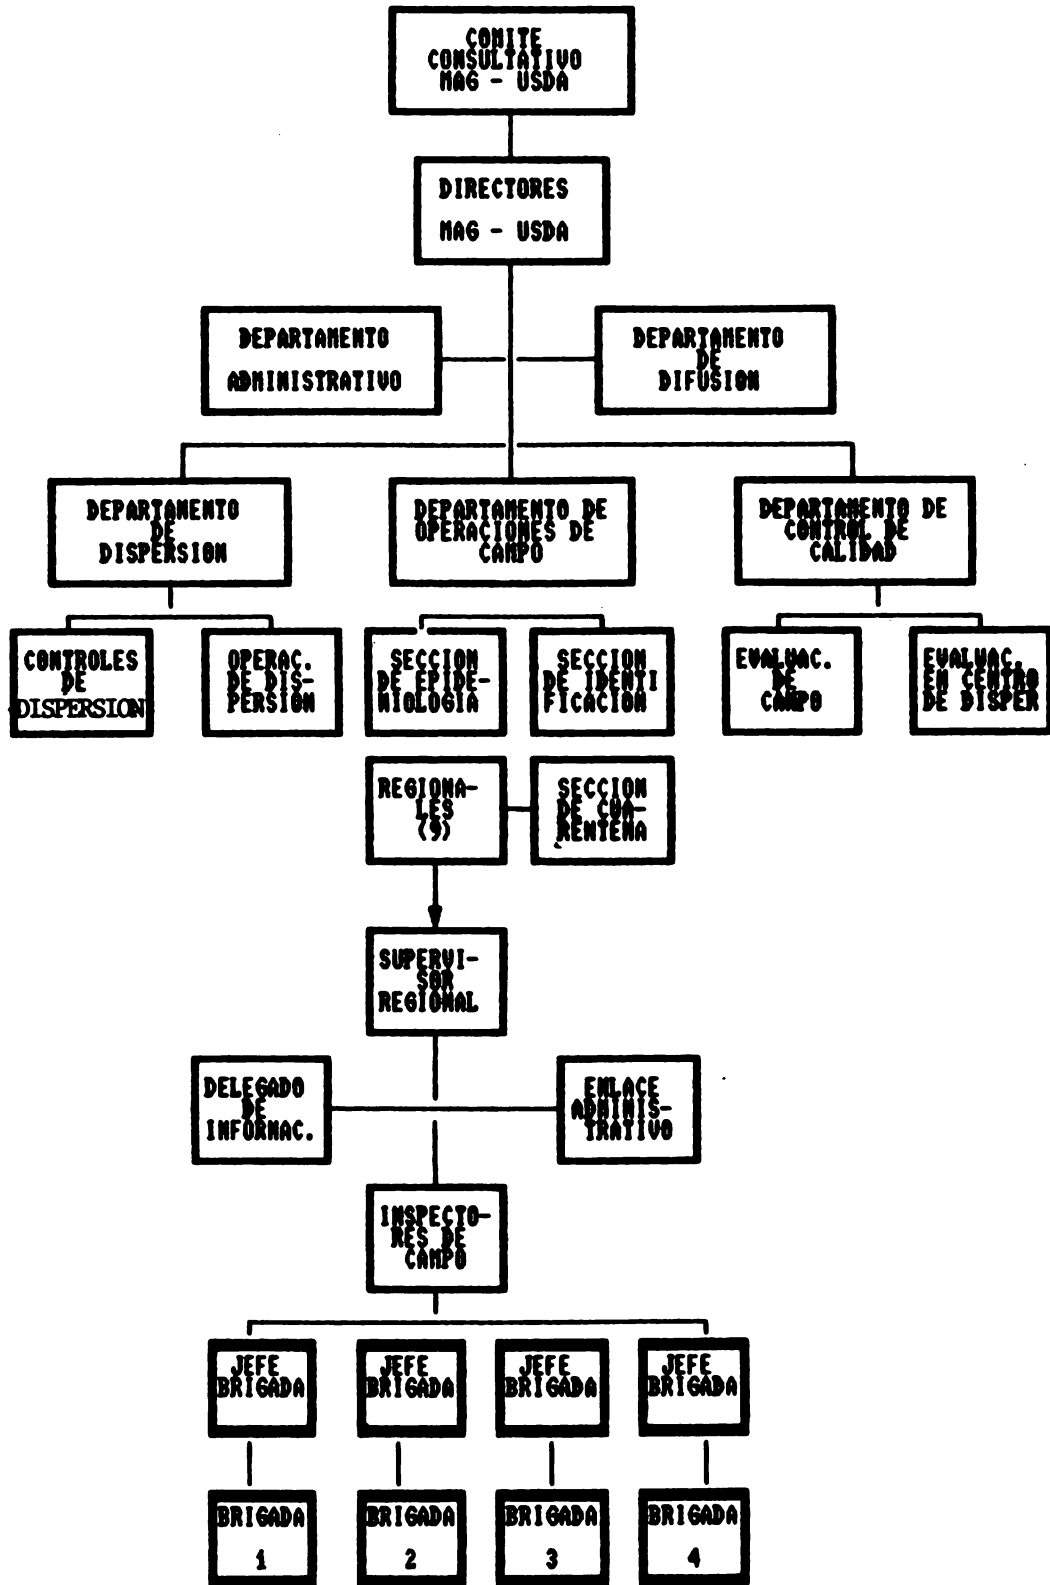 COMITE
CONSULTATIVO
MAG - USDA
DIRECTORES
MAG - USDA
DEPARTAMENTO
ADMINISTRATIVO
DEPARTAMENTO
DE
DIFUSION
DEPARTAMENTO
DE
DISPERSION
DEPARTAMENTO DE
OPERACIONES DE
CAMPO
DEPARTAMENTO DE
CONTROL DE
CALIDAD
CONTROLES
DE
DISPERSION
OPERAC.
DE DIS-
PERSION
SECCION
DE EPIDE-
MIOLOGIA
SECCION
DE IDENTI
FICACION
EVALUAC.
DE
CAMPO
EVALUAC.
EN CENTRO
DE DISPER
REGIONA-
LES
(9)
SECCION
DE CUA-
RENTENA
SUPERVI-
SOR
REGIONAL
DELEGADO
DE
INFORMAC.
ENLACE
ADMINIS-
TRATIVO
INSPECTO-
RES DE
CAMPO
JEFE
BRIGADA
JEFE
BRIGADA
JEFE
BRIGADA
JEFE
BRIGADA
BRIGADA
1
BRIGADA
2
BRIGADA
3
BRIGADA
4